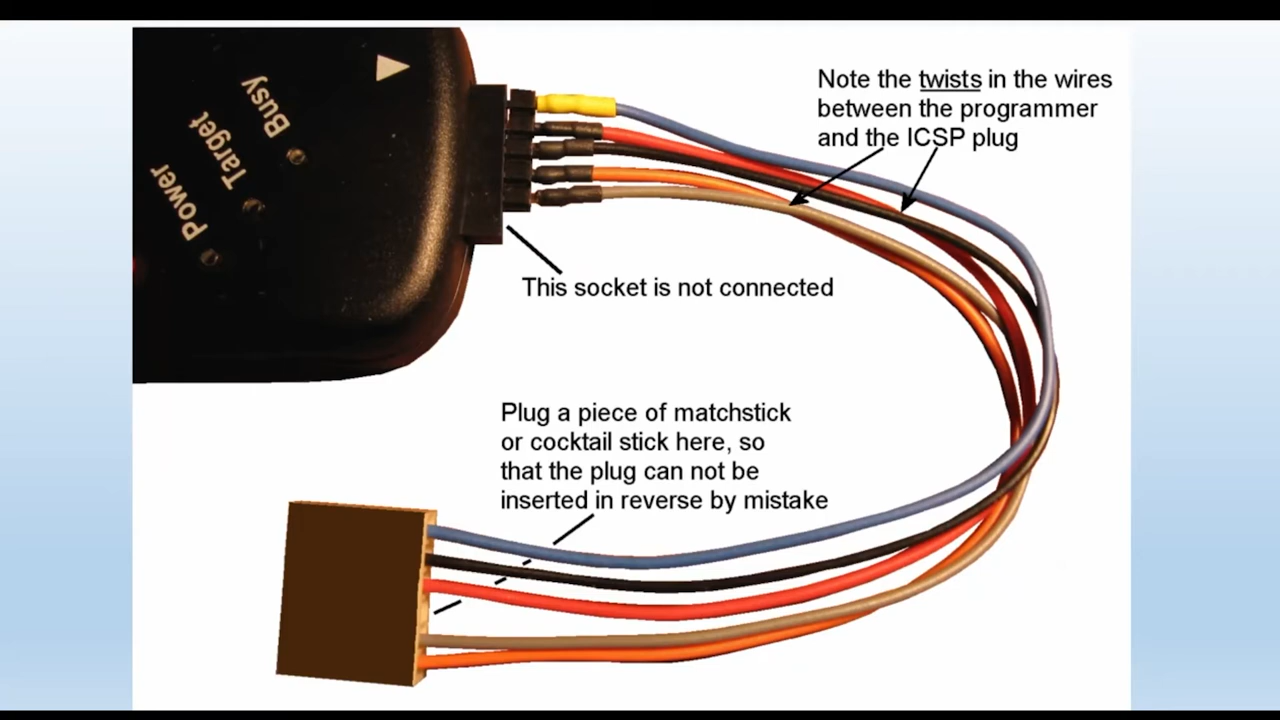 Note the twists in the wires
between the programmer
and the ICSP plug
Busy
Target
Power
This socket is not connected
Plug a piece of matchstick
or cocktail stick here, so
that the plug can not be
inserted in reverse by mistake